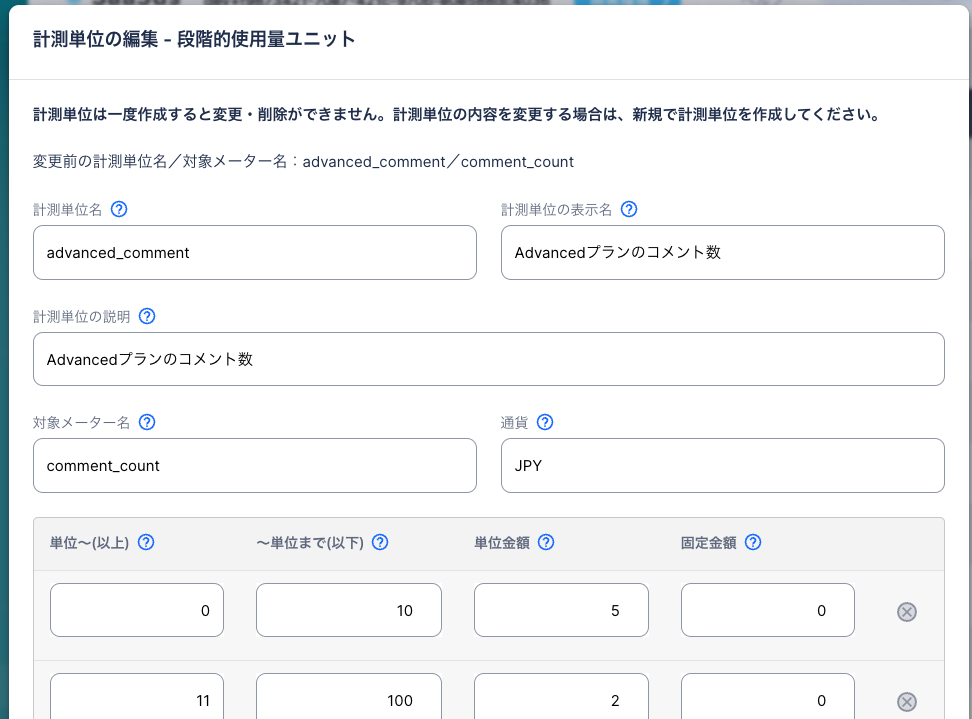 計測単位の編集 - 段階的使用量ユニット
計測単位は一度作成すると変更・削除ができません。計測単位の内容を変更する場合は、新規で計測単位を作成してください。
変更前の計測単位名／対象メーター名：advanced_comment／comment_count
計測単位名 ?
計測単位の表示名 ?
advanced_comment
Advancedプランのコメント数
計測単位の説明 ?
Advancedプランのコメント数
対象メーター名 ?
通貨 ?
comment_count
JPY
単位〜(以上) ? 〜単位まで(以下) ? 単位金額 ? 固定金額 ?
0 10 5 0
11 100 2 0